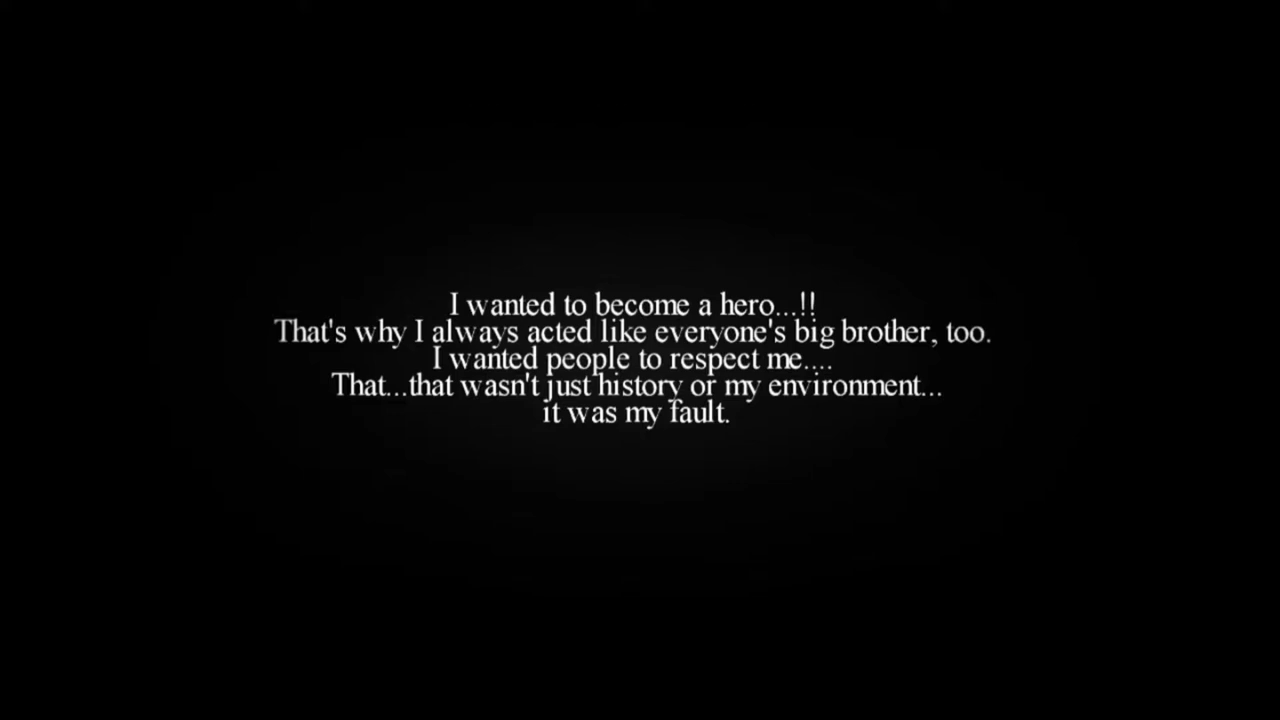 I wanted to become a hero...!!
That's why I always acted like everyone's big brother, too.
I wanted people to respect me....
That...that wasn't just history or my environment...
it was my fault.